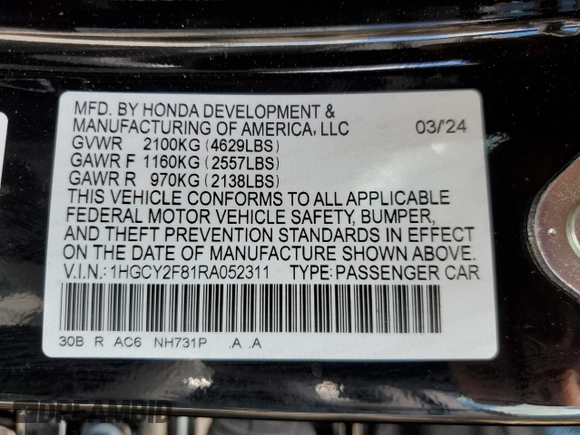 MFD. BY HONDA DEVELOPMENT &
MANUFACTURING OF AMERICA, LLC 03/'24
GVWR 2100KG (4629LBS)
GAWR F 1160KG (2557LBS)
GAWR R 970KG (2138LBS)
THIS VEHICLE CONFORMS TO ALL APPLICABLE
FEDERAL MOTOR VEHICLE SAFETY, BUMPER,
AND THEFT PREVENTION STANDARDS IN EFFECT
ON THE DATE OF MANUFACTURE SHOWN ABOVE.
V.I.N.: 1HGCY2F81RA052311 TYPE: PASSENGER CAR
30B R AC6 NH731P .A .A
DREAMBID